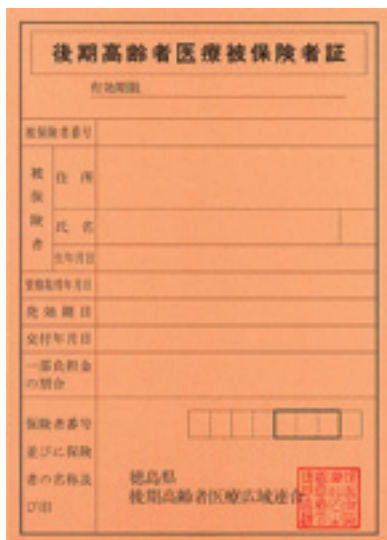 後期高齢者医療被保険者証
有効期限
被保険者番号
被保険者
住所
氏名
生年月日
資格取得年月日
発効期日
交付年月日
一部負担金
の割合
保険者番号
並びに保険
者の名称及
び印
徳島県
後期高齢者医療広域連合